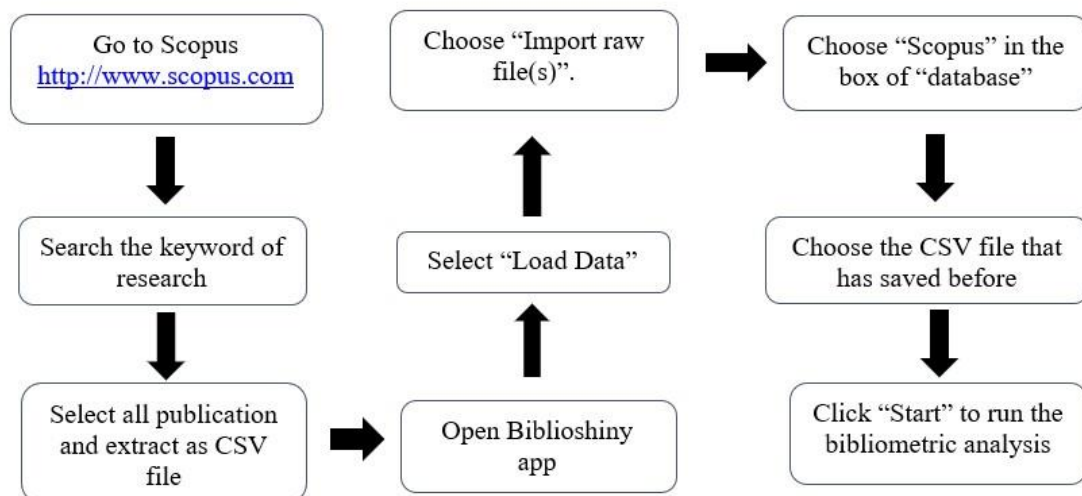 Go to Scopus
http://www.scopus.com
Search the keyword of
research
Select all publication
and extract as CSV
file
Open Biblioshiny
app
Select “Load Data”
Choose “Import raw
file(s)”.
Choose “Scopus” in the
box of “database”
Choose the CSV file that
has saved before
Click “Start” to run the
bibliometric analysis